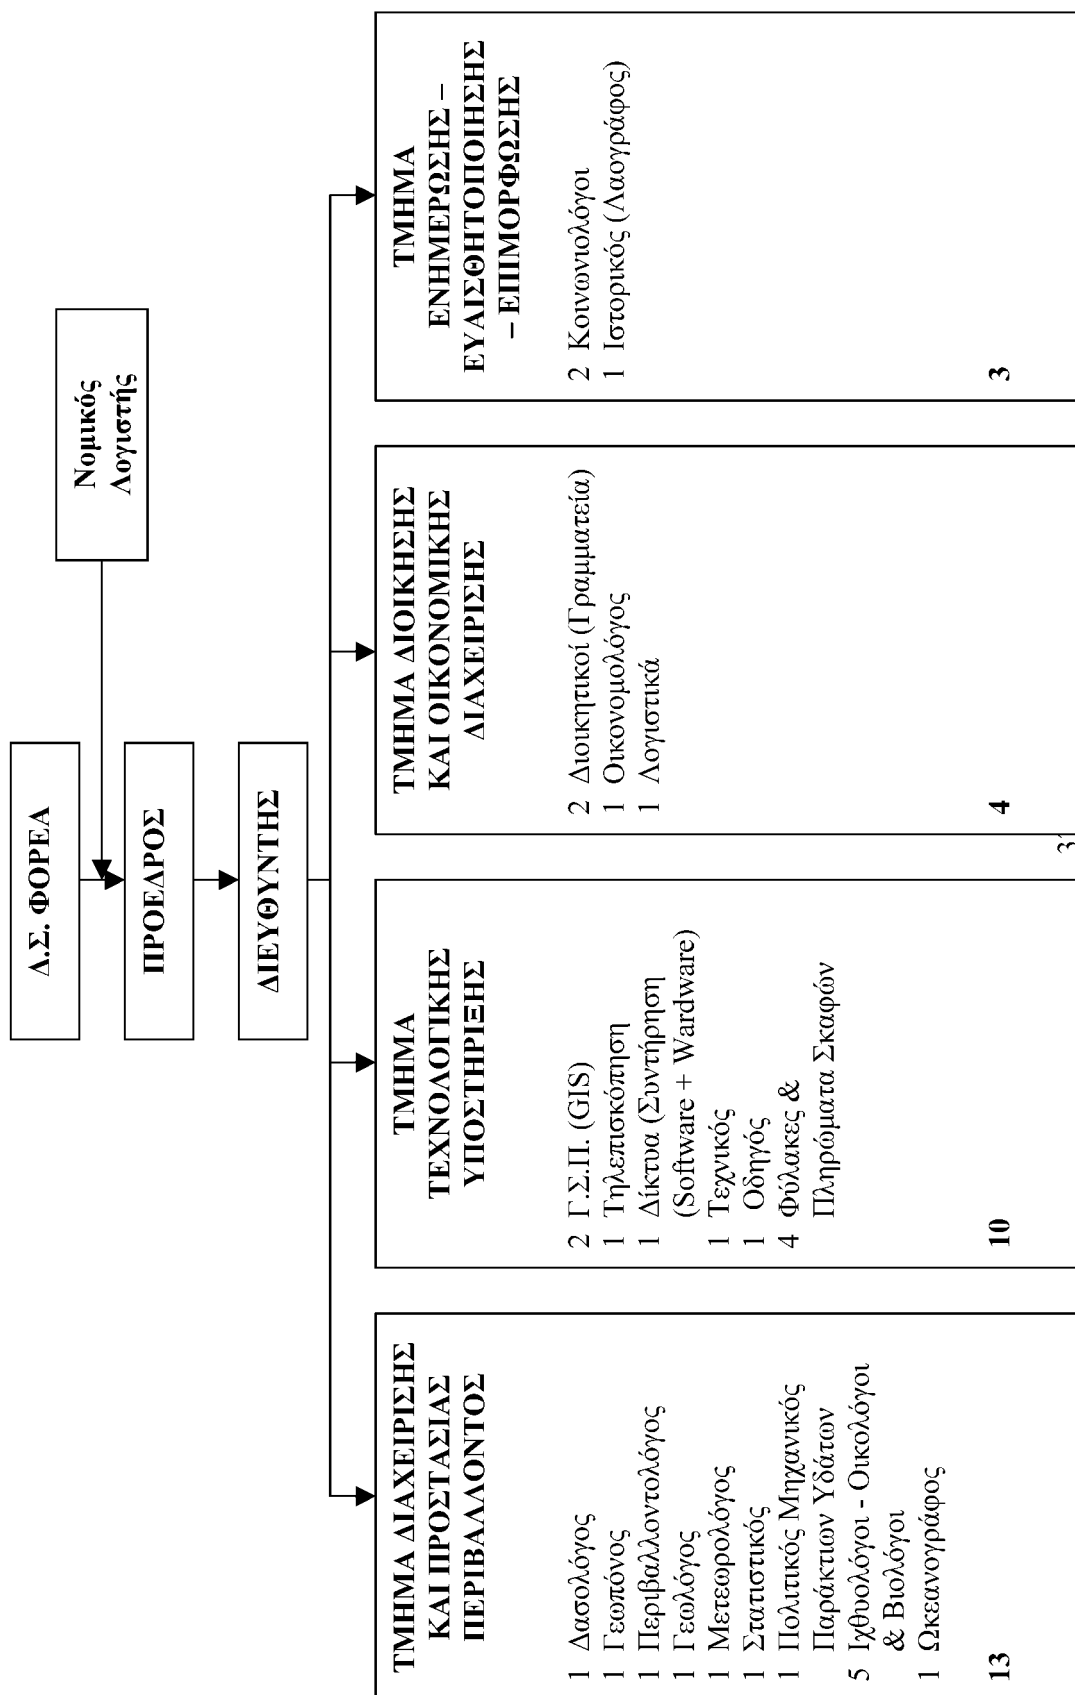 Δ.Σ. ΦΟΡΕΑ
Νομικός
Λογιστής
ΠΡΟΕΔΡΟΣ
ΔΙΕΥΘΥΝΤΗΣ
ΤΜΗΜΑ ΔΙΑΧΕΙΡΙΣΗΣ
ΚΑΙ ΠΡΟΣΤΑΣΙΑΣ
ΠΕΡΙΒΑΛΛΟΝΤΟΣ
1 Δασολόγος
1 Γεωπόνος
1 Περιβαλλοντολόγος
1 Γεωλόγος
1 Μετεωρολόγος
1 Στατιστικός
1 Πολιτικός Μηχανικός
Παράκτιων Υδάτων
5 Ιχθυολόγοι - Οικολόγοι
& Βιολόγοι
1 Ωκεανογράφος
13
ΤΜΗΜΑ
ΤΕΧΝΟΛΟΓΙΚΗΣ
ΥΠΟΣΤΗΡΙΞΗΣ
2 Γ.Σ.Π. (GIS)
1 Τηλεπισκόπηση
1 Δίκτυα (Συντήρηση
(Software + Wardware)
1 Τεχνικός
1 Οδηγός
4 Φύλακες &
Πληρώματα Σκαφών
10
ΤΜΗΜΑ ΔΙΟΙΚΗΣΗΣ
ΚΑΙ ΟΙΚΟΝΟΜΙΚΗΣ
ΔΙΑΧΕΙΡΙΣΗΣ
2 Διοικητικοί (Γραμματεία)
1 Οικονομολόγος
1 Λογιστικά
4
ΤΜΗΜΑ
ΕΝΗΜΕΡΩΣΗΣ –
ΕΥΑΙΣΘΗΤΟΠΟΙΗΣΗΣ
– ΕΠΙΜΟΡΦΩΣΗΣ
2 Κοινωνιολόγοι
1 Ιστορικός (Λαογράφος)
3